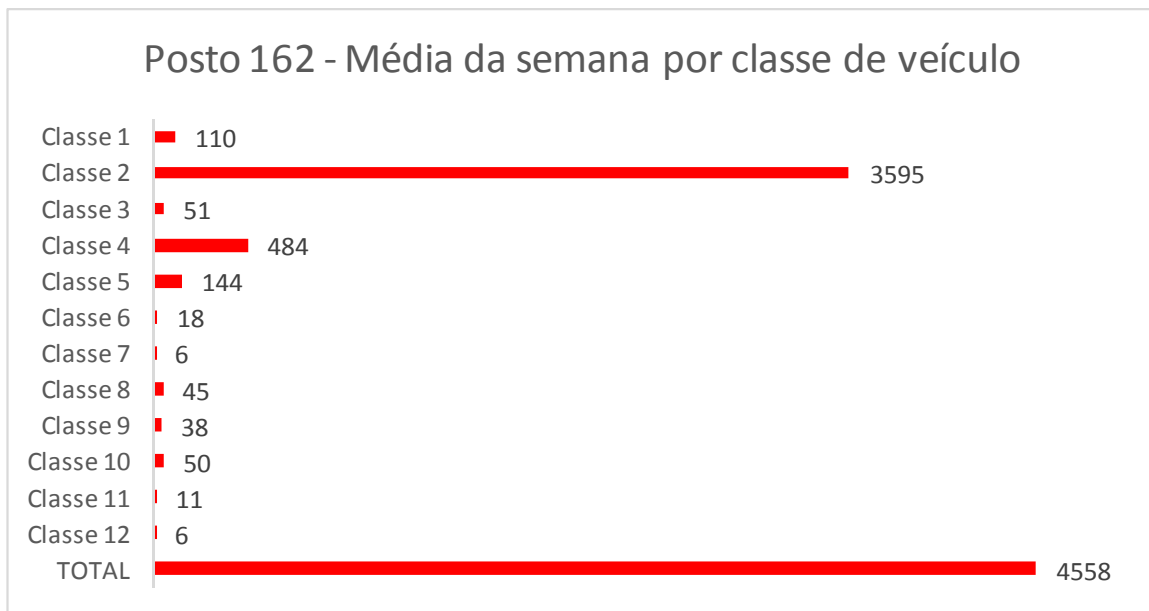 Posto 162 - Média da semana por classe de veículo
Classe 1 110
Classe 2 3595
Classe 3 51
Classe 4 484
Classe 5 144
Classe 6 18
Classe 7 6
Classe 8 45
Classe 9 38
Classe 10 50
Classe 11 11
Classe 12 6
TOTAL 4558